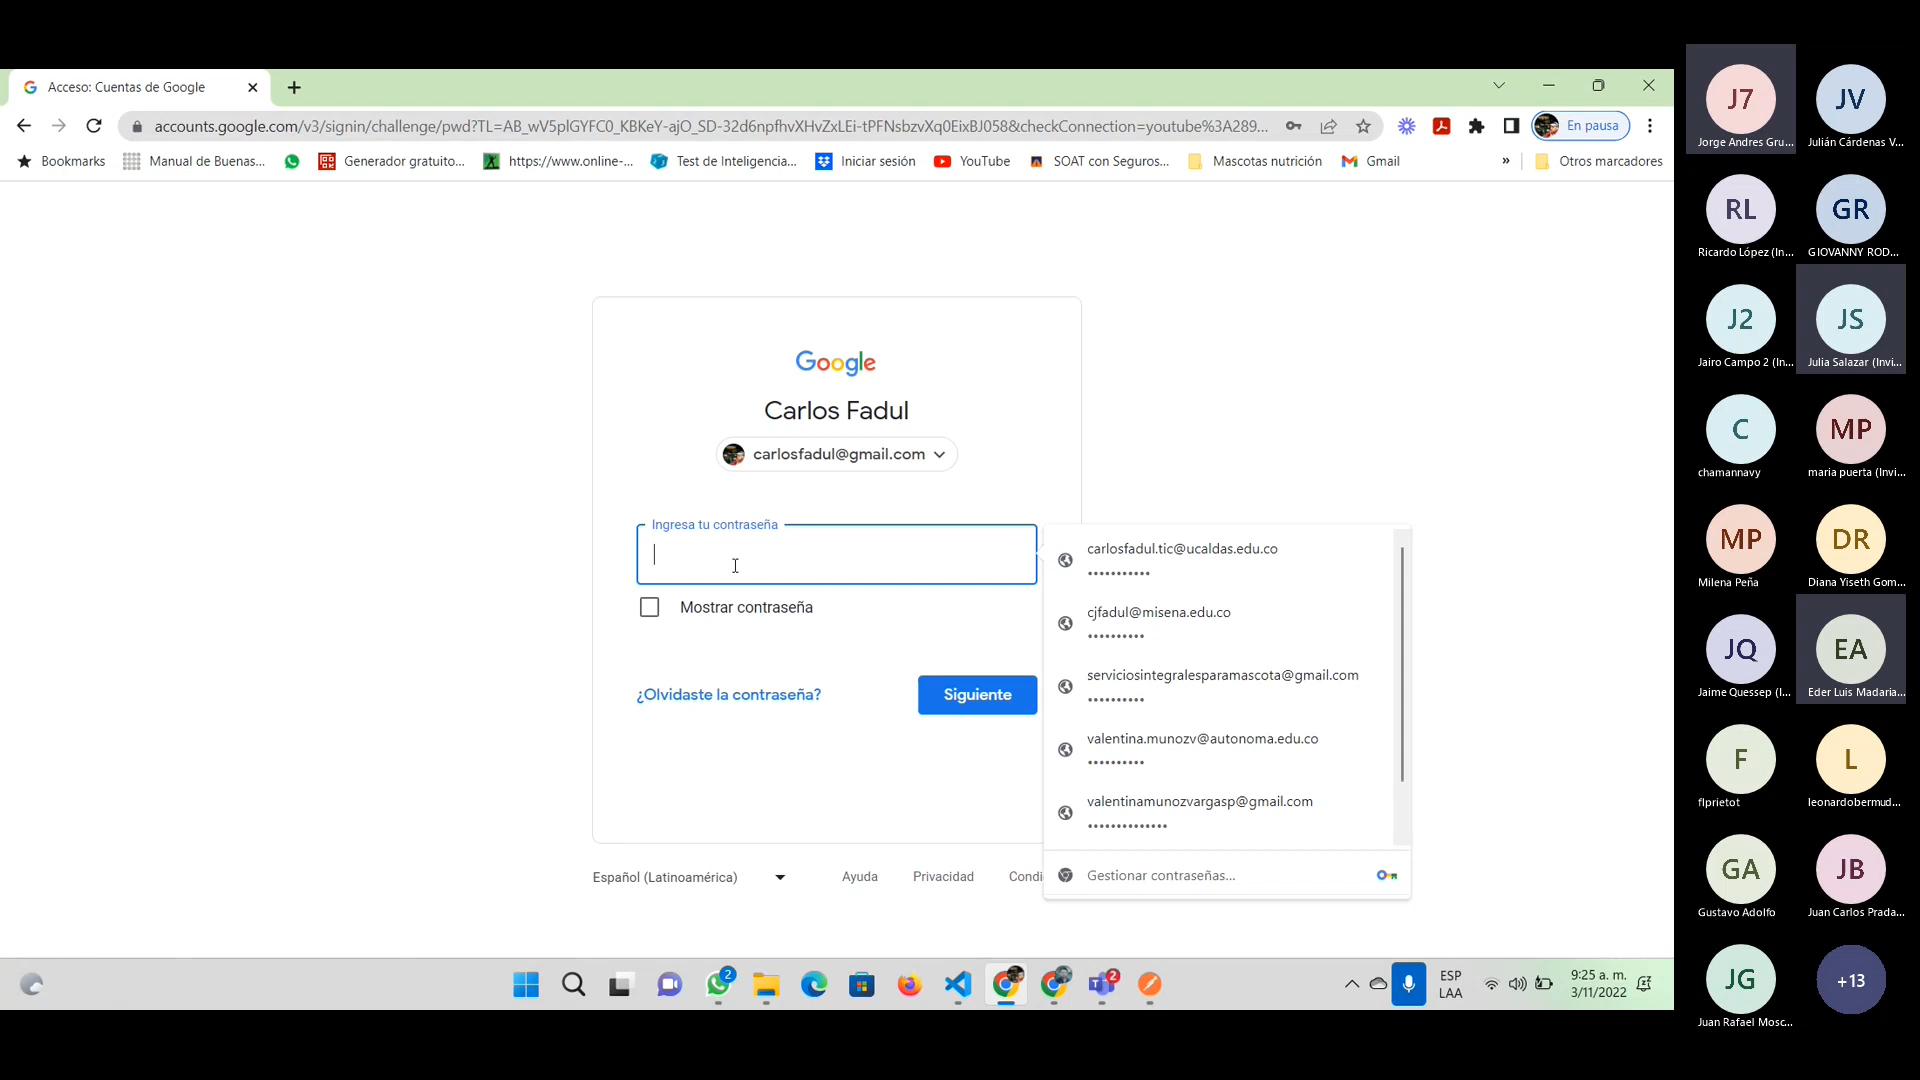 Acceso: Cuentas de Google
accounts.google.com/v3/signin/challenge/pwd?TL=AB_wV5plGYFC0_KBKeY-ajO_SD-32d6npfhvXHvZxLEi-tPFNsbzvXq0EixBJ058&checkConnection=youtube%3A289...
En pausa
Bookmarks
Manual de Buenas...
Generador gratuito...
https://www.online-...
Test de Inteligencia...
Iniciar sesión
YouTube
SOAT con Seguros...
Mascotas nutrición
Gmail
»
Otros marcadores
Google
Carlos Fadul
carlosfadul@gmail.com
Ingresa tu contraseña
Mostrar contraseña
¿Olvidaste la contraseña?
Siguiente
carlosfadul.tic@ucaldas.edu.co
•••••••••••
cjfadul@misena.edu.co
••••••••••
serviciosintegralesparamascota@gmail.com
••••••••••
valentina.munozv@autonoma.edu.co
••••••••••
valentinamunozvargasp@gmail.com
••••••••••••••
Gestionar contraseñas...
Español (Latinoamérica)
Ayuda
Privacidad
Condi
2
2
ESP
LAA
9:25 a. m.
3/11/2022
J7
Jorge Andres Gru...
JV
Julián Cárdenas V...
RL
Ricardo López (In...
GR
GIOVANNY ROD...
J2
Jairo Campo 2 (In...
JS
Julia Salazar (Invi...
C
chamannavy
MP
maria puerta (Invi...
MP
Milena Peña
DR
Diana Yiseth Gom...
JQ
Jaime Quessep (I...
EA
Eder Luis Madaria...
F
flprietot
L
leonardobermud...
GA
Gustavo Adolfo
JB
Juan Carlos Prada...
JG
Juan Rafael Mosc...
+13